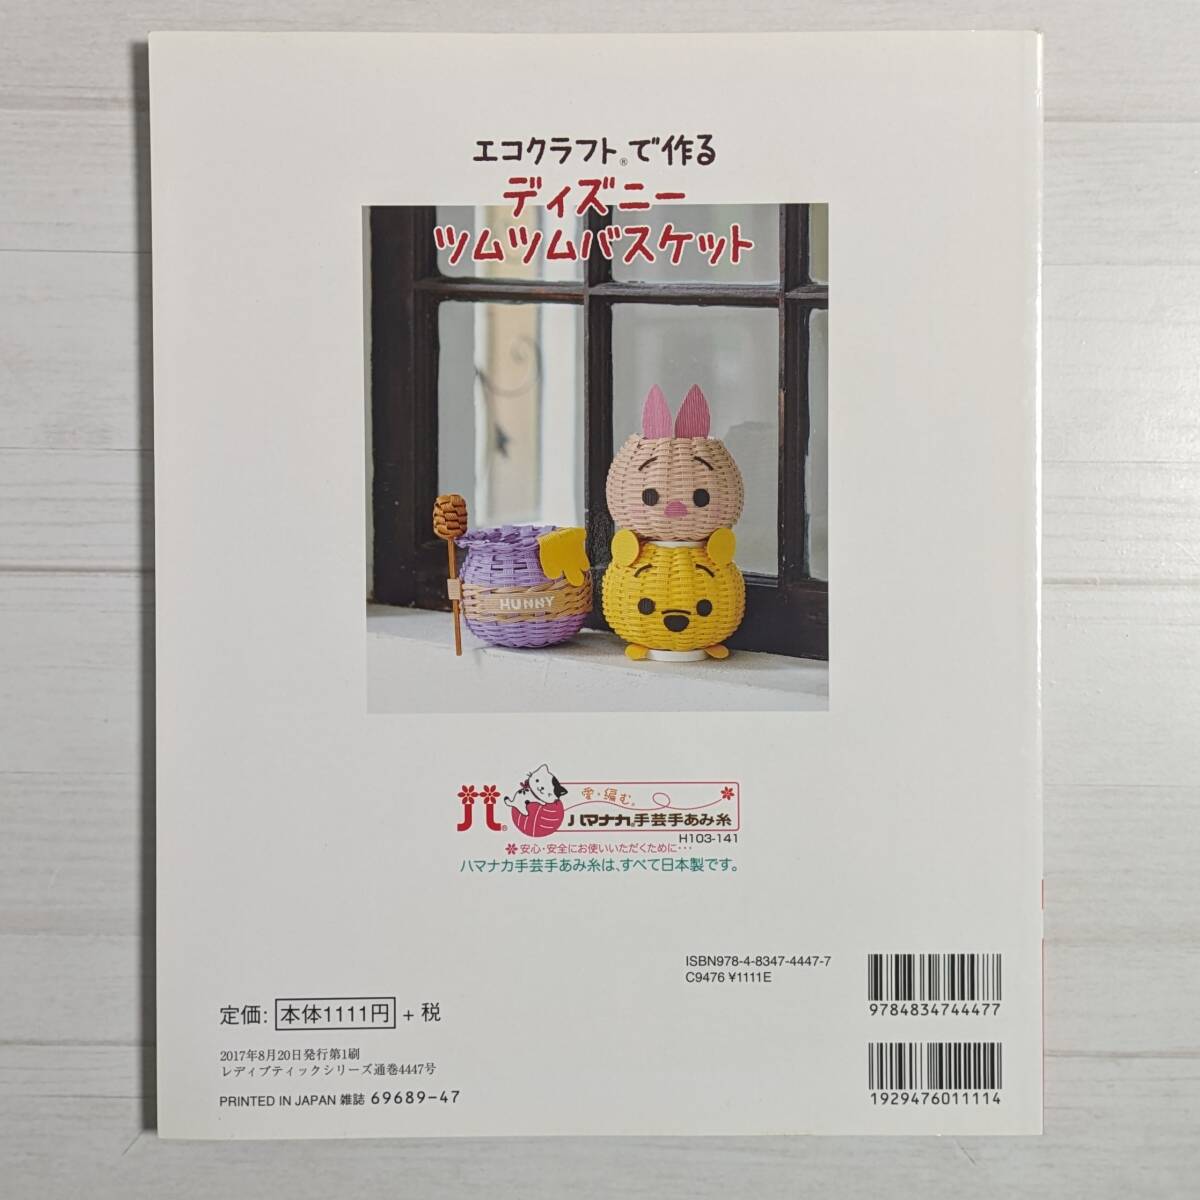 エコクラフト®で作る
ディズニー
ツムツムバスケット
HUNNY
愛・編む。
ハマナカ®手芸手あみ糸
H103-141
安心・安全にお使いいただくために・・・
ハマナカ手芸手あみ糸は、すべて日本製です。
ISBN978-4-8347-4447-7
C9476 ¥1111E
9784834744477
定価: 本体1111円 + 税
2017年8月20日発行第1刷
レディブティックシリーズ通巻4447号
PRINTED IN JAPAN 雑誌 69689-47
1929476011114